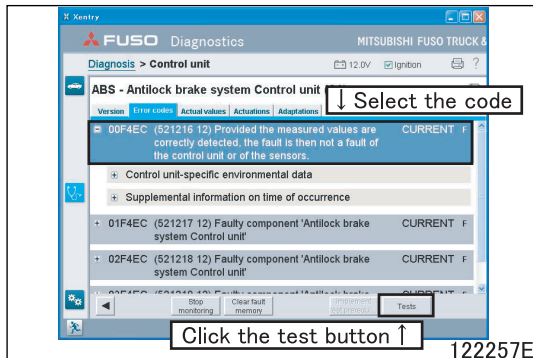 Xentry
FUSO Diagnostics MITSUBISHI FUSO TRUCK &
Diagnosis > Control unit 12.0V Ignition ?
ABS - Antilock brake system Control unit
↓ Select the code
Version Error codes Actual values Actuations Adaptations
00F4EC (521216 12) Provided the measured values are CURRENT F
correctly detected, the fault is then not a fault of
the control unit or of the sensors.
+ Control unit-specific environmental data
+ Supplemental information on time of occurrence
+ 01F4EC (521217 12) Faulty component 'Antilock brake CURRENT F
system Control unit'
+ 02F4EC (521218 12) Faulty component 'Antilock brake CURRENT F
system Control unit'
Stop monitoring Clear fault memory Tests
Click the test button ↑
122257E